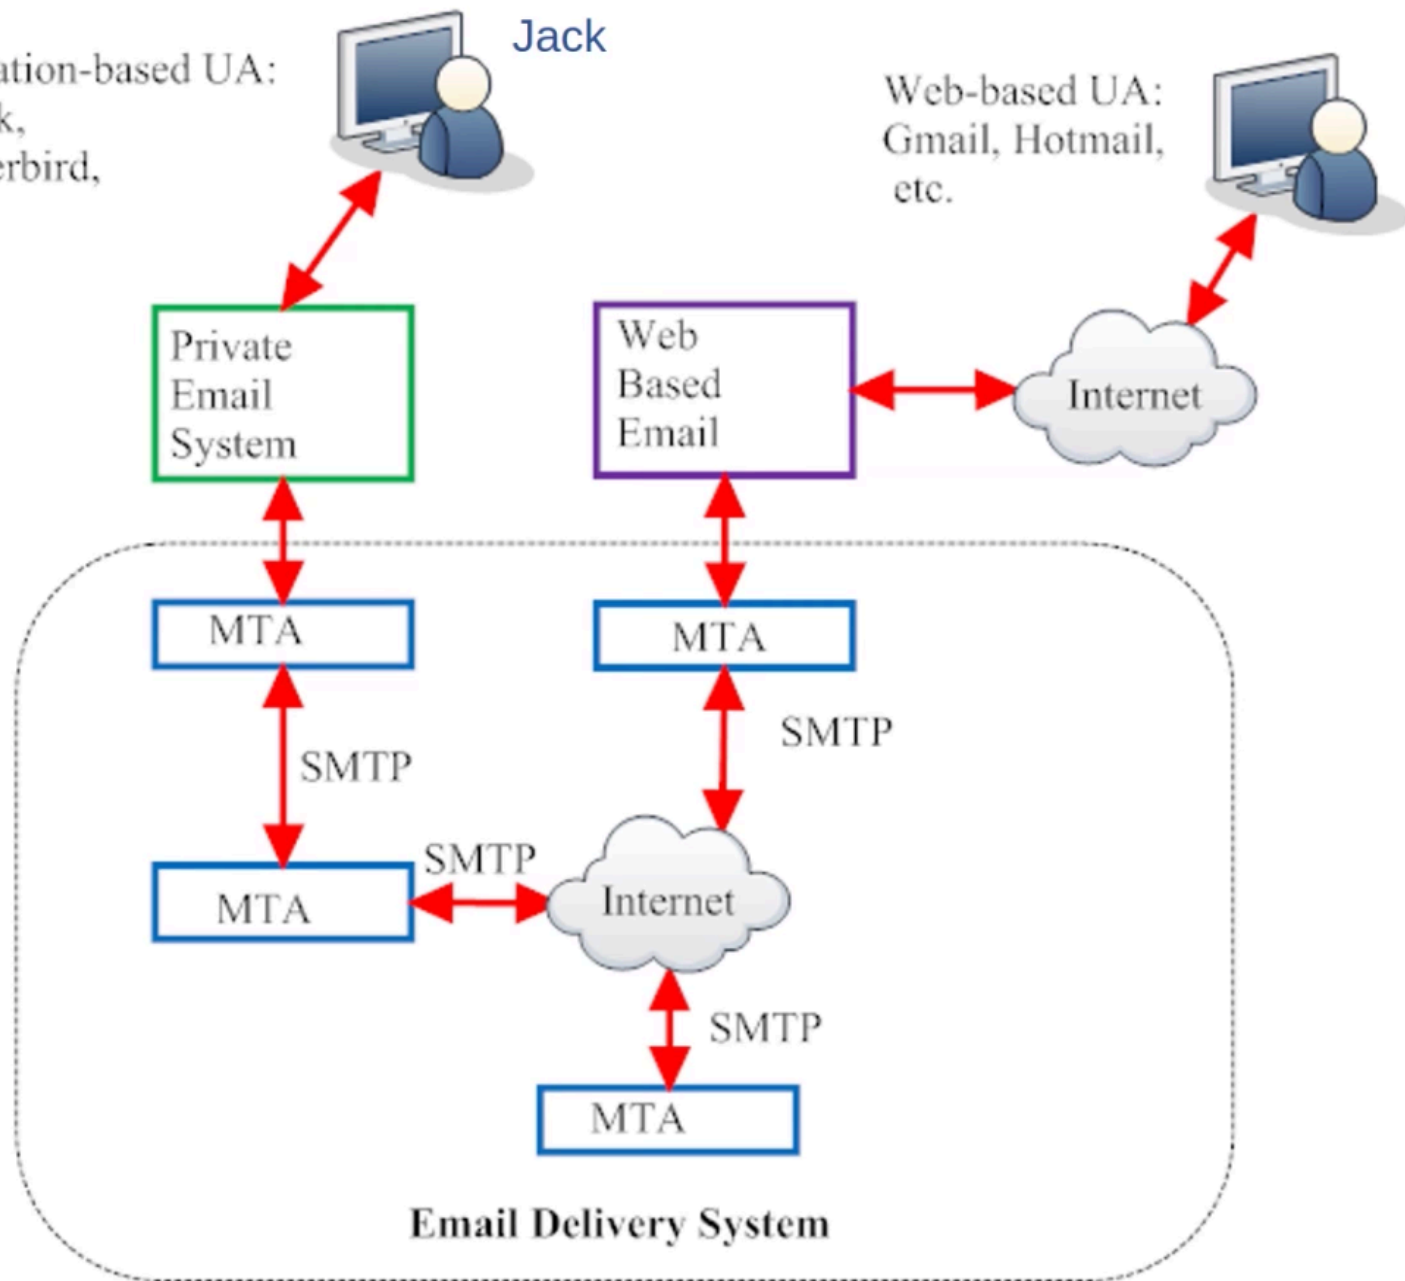 Jack
ation-based UA:
k,
erbird,
Web-based UA:
Gmail, Hotmail,
etc.
Private
Email
System
Web
Based
Email
Internet
MTA
MTA
SMTP
SMTP
SMTP
MTA
Internet
SMTP
MTA
Email Delivery System